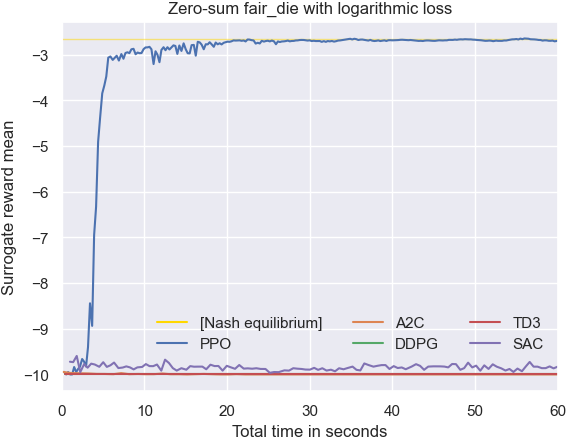 Zero-sum fair_die with logarithmic loss
Surrogate reward mean
−3
−4
−5
−6
−7
−8
−9
−10
[Nash equilibrium]
PPO
A2C
DDPG
TD3
SAC
0 10 20 30 40 50 60
Total time in seconds